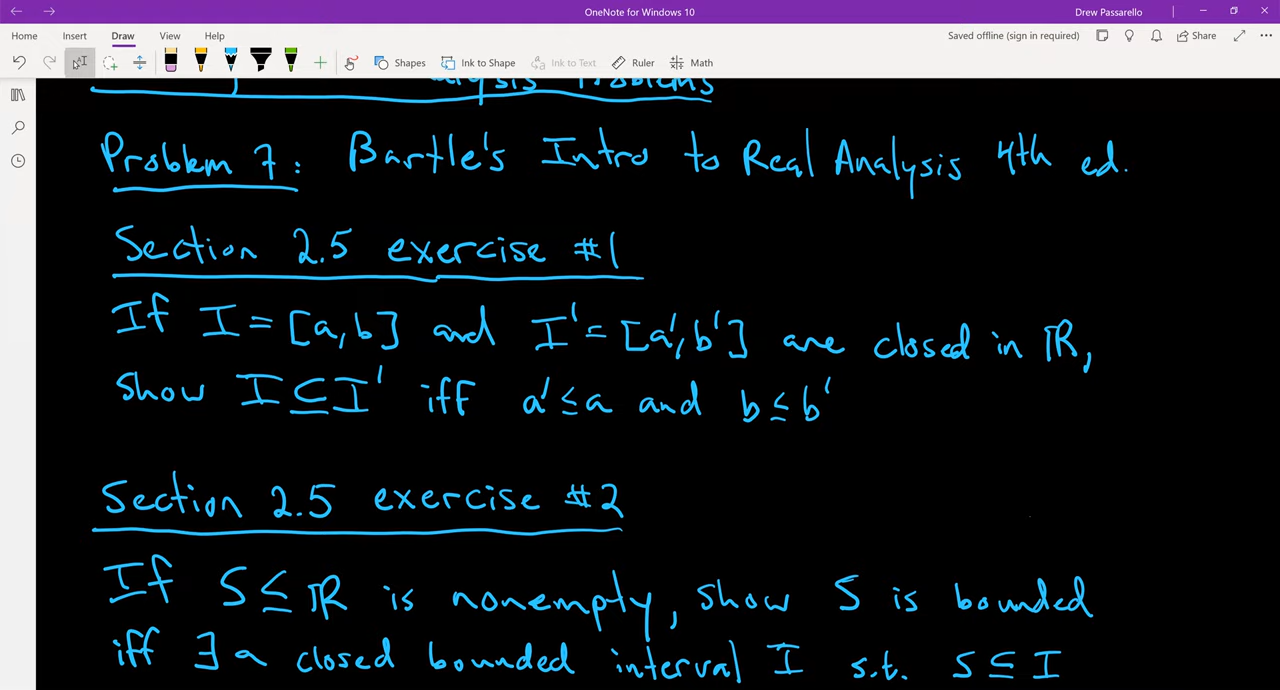 OneNote for Windows 10
Drew Passarello
Home Insert Draw View Help
Saved offline (sign in required)
Share
Shapes
Ink to Shape
Ink to Text
Ruler
Math
Analysis Problems
Problem 7: Bartle's Intro to Real Analysis 4th ed.
Section 2.5 exercise #1
If I = [a,b] and I' = [a',b'] are closed in ℝ,
show I ⊆ I' iff a' ≤ a and b ≤ b'
Section 2.5 exercise #2
If S ⊆ ℝ is nonempty, show S is bounded
iff ∃ a closed bounded interval I s.t. S ⊆ I